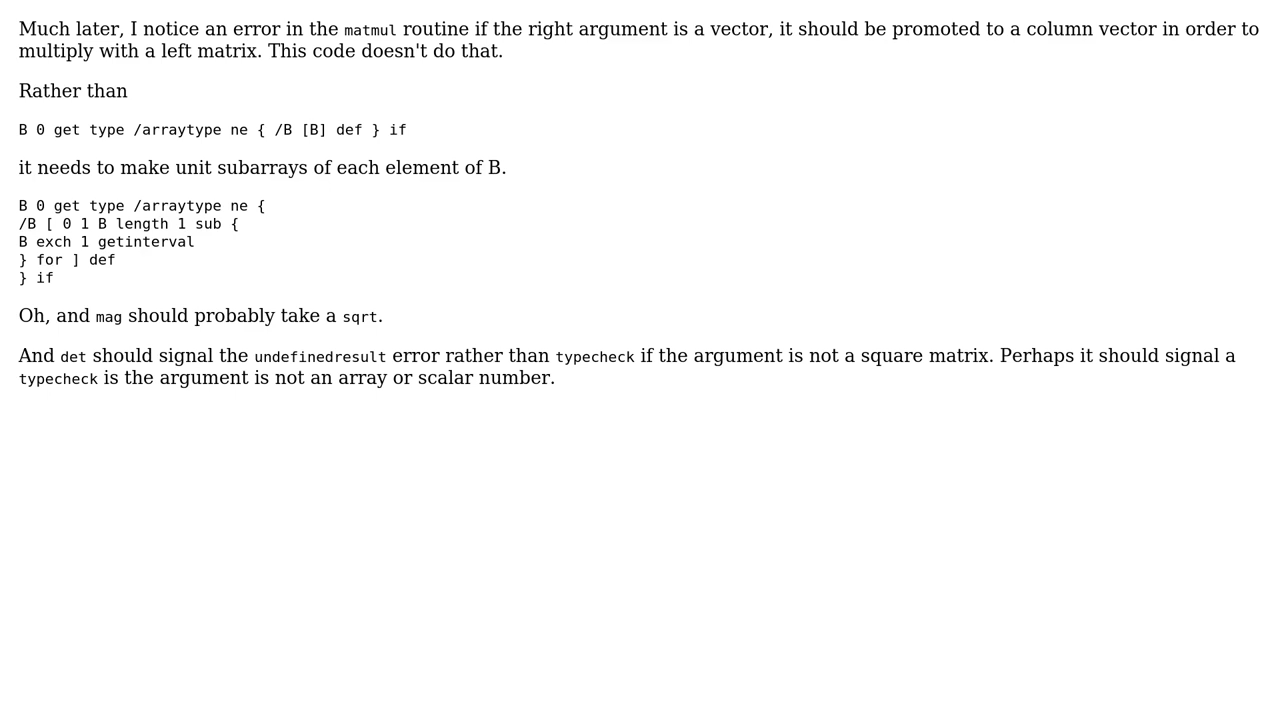 Much later, I notice an error in the matmul routine if the right argument is a vector, it should be promoted to a column vector in order to
multiply with a left matrix. This code doesn't do that.
Rather than
B 0 get type /arraytype ne { /B [B] def } if
it needs to make unit subarrays of each element of B.
B 0 get type /arraytype ne {
/B [ 0 1 B length 1 sub {
B exch 1 getinterval
} for ] def
} if
Oh, and mag should probably take a sqrt.
And det should signal the undefinedresult error rather than typecheck if the argument is not a square matrix. Perhaps it should signal a
typecheck is the argument is not an array or scalar number.